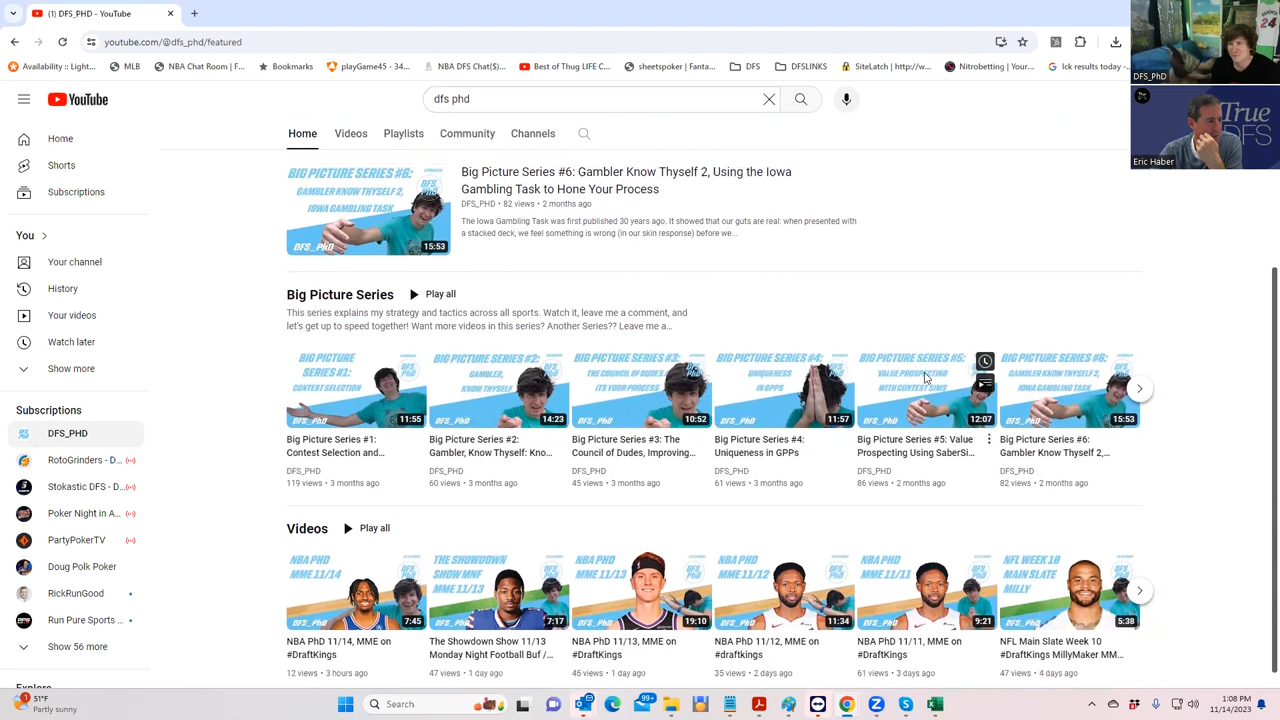 (1) DFS_PHD - YouTube
youtube.com/@dfs_phd/featured
Availability :: Light...
MLB
NBA Chat Room | F...
Bookmarks
playGame45 - 34...
NBA DFS Chat($)...
Best of Thug LIFE C...
sheetspoker | Fanta...
DFS
DFSLINKS
SiteLatch | http://w...
Nitrobetting | Your...
Ick results today -...
DFS_PhD
True
DFS
Eric Haber
YouTube
dfs phd
Home
Shorts
Subscriptions
You
Your channel
History
Your videos
Watch later
Show more
Subscriptions
DFS_PHD
RotoGrinders - D...
Stokastic DFS - D...
Poker Night in A...
PartyPokerTV
Doug Polk Poker
RickRunGood
Run Pure Sports ...
Show 56 more
Explore
Home
Videos
Playlists
Community
Channels
BIG PICTURE SERIES #6:
GAMBLER KNOW THYSELF 2,
IOWA GAMBLING TASK
DFS_PHD
15:53
Big Picture Series #6: Gambler Know Thyself 2, Using the Iowa
Gambling Task to Hone Your Process
DFS_PHD • 82 views • 2 months ago
The Iowa Gambling Task was first published 30 years ago. It showed that our guts are real: when presented with
a stacked deck, we feel something is wrong (in our skin response) before we...
Big Picture Series
Play all
This series explains my strategy and tactics across all sports. Watch it, leave me a comment, and
let's get up to speed together! Want more videos in this series? Another Series?? Leave me a...
BIG PICTURE
SERIES #1:
CONTEST SELECTION
11:55
Big Picture Series #1:
Contest Selection and...
DFS_PHD
119 views • 3 months ago
BIG PICTURE SERIES #2:
GAMBLER,
KNOW THYSELF
14:23
Big Picture Series #2:
Gambler, Know Thyself: Kno...
DFS_PHD
60 views • 3 months ago
BIG PICTURE SERIES #3:
THE COUNCIL OF DUDES,
ITS YOUR PROCESS
10:52
Big Picture Series #3: The
Council of Dudes, Improving...
DFS_PHD
45 views • 3 months ago
BIG PICTURE SERIES #4:
UNIQUENESS
IN GPPS
11:57
Big Picture Series #4:
Uniqueness in GPPs
DFS_PHD
61 views • 3 months ago
BIG PICTURE SERIES #5:
VALUE PROSPECTING
WITH CONTEST SIMS
12:07
Big Picture Series #5: Value
Prospecting Using SaberSi...
DFS_PHD
86 views • 2 months ago
BIG PICTURE SERIES #6:
GAMBLER KNOW THYSELF 2,
IOWA GAMBLING TASK
15:53
Big Picture Series #6:
Gambler Know Thyself 2,...
DFS_PHD
82 views • 2 months ago
Videos
Play all
NBA PHD
MME 11/14
7:45
NBA PhD 11/14, MME on
#DraftKings
12 views • 3 hours ago
THE SHOWDOWN
SHOW MNF
MME 11/13
7:17
The Showdown Show 11/13
Monday Night Football Buf /...
47 views • 1 day ago
NBA PHD
MME 11/13
19:10
NBA PhD 11/13, MME on
#DraftKings
45 views • 1 day ago
NBA PHD
MME 11/12
11:34
NBA PhD 11/12, MME on
#draftkings
35 views • 2 days ago
NBA PHD
MME 11/11
9:21
NBA PhD 11/11, MME on
#DraftKings
61 views • 3 days ago
NFL WEEK 10
MAIN SLATE
MILLY
5:38
NFL Main Slate Week 10
#DraftKings MillyMaker MM...
47 views • 4 days ago
51°F
Partly sunny
Search
99+
1:08 PM
11/14/2023